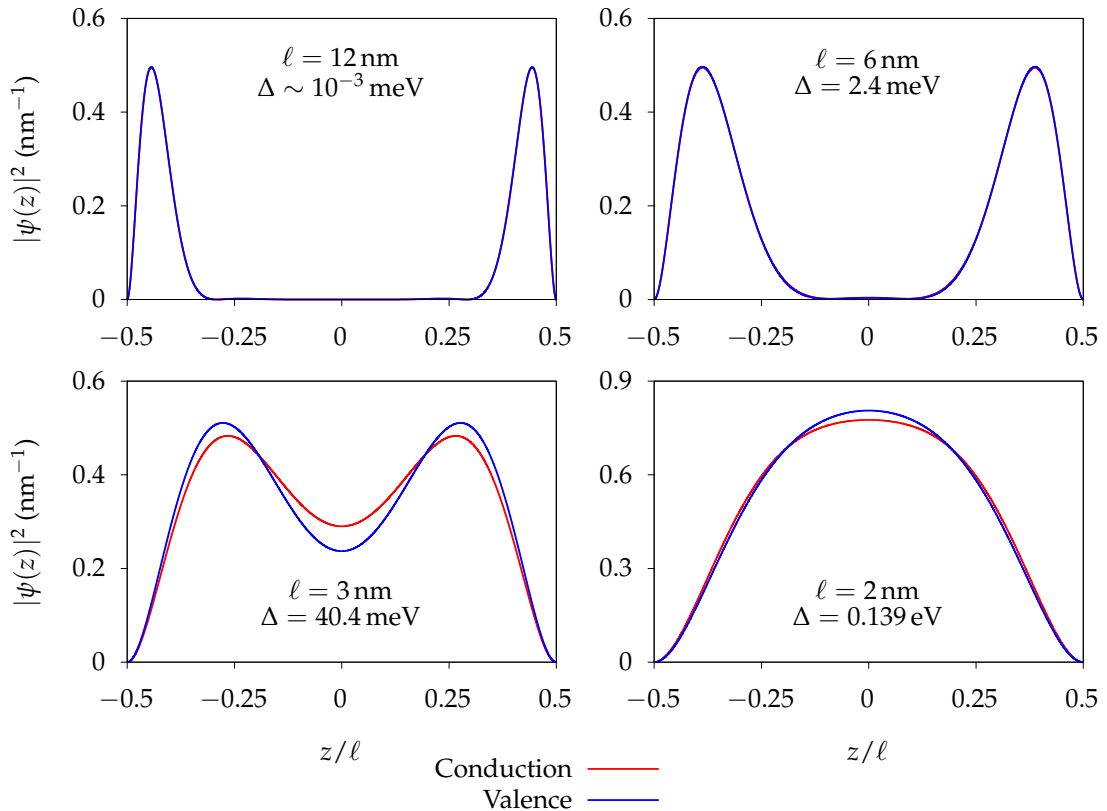 0.6
0.4
0.2
0
|ψ(z)|² (nm⁻¹)
ℓ = 12 nm
Δ ∼ 10⁻³ meV
−0.5 −0.25 0 0.25 0.5
0.6
0.4
0.2
0
ℓ = 6 nm
Δ = 2.4 meV
−0.5 −0.25 0 0.25 0.5
0.6
0.4
0.2
0
|ψ(z)|² (nm⁻¹)
ℓ = 3 nm
Δ = 40.4 meV
−0.5 −0.25 0 0.25 0.5
z/ℓ
0.9
0.6
0.3
0
ℓ = 2 nm
Δ = 0.139 eV
−0.5 −0.25 0 0.25 0.5
z/ℓ
Conduction
Valence